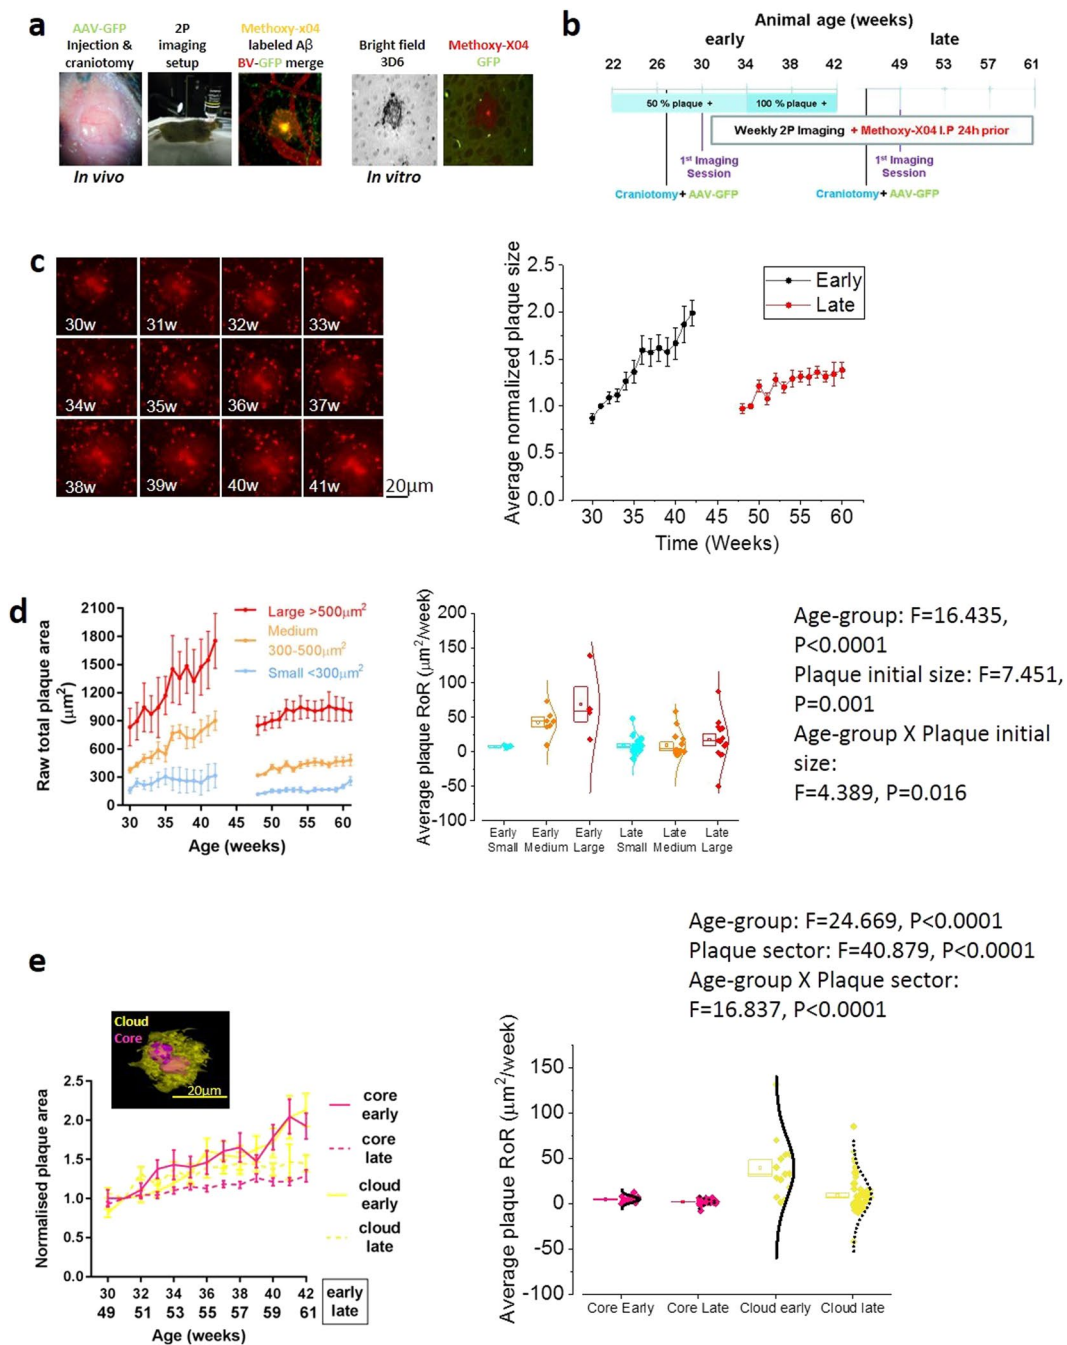 a
AAV-GFP
Injection &
craniotomy
2P
imaging
setup
Methoxy-x04
labeled Aβ
BV-GFP merge
Bright field
3D6
Methoxy-X04
GFP
In vivo
In vitro
b
Animal age (weeks)
early
late
22 26 30 34 38 42 49 53 57 61
50 % plaque +
100 % plaque +
Weekly 2P Imaging + Methoxy-X04 I.P 24h prior
1st Imaging
Session
1st Imaging
Session
Craniotomy + AAV-GFP
Craniotomy + AAV-GFP
c
30w
31w
32w
33w
34w
35w
36w
37w
38w
39w
40w
41w
20μm
Average normalized plaque size
2.5
2.0
1.5
1.0
0.5
0.0
Early
Late
30 35 40 45 50 55 60
Time (Weeks)
d
Raw total plaque area
(μm²)
2100
1800
1500
1200
900
600
300
0
Large >500μm²
Medium
300-500μm²
Small <300μm²
30 35 40 45 50 55 60
Age (weeks)
Average plaque RoR (μm²/week)
200
150
100
50
0
-50
-100
Early
Small
Early
Medium
Early
Large
Late
Small
Late
Medium
Late
Large
Age-group: F=16.435,
P<0.0001
Plaque initial size: F=7.451,
P=0.001
Age-group X Plaque initial
size:
F=4.389, P=0.016
e
Age-group: F=24.669, P<0.0001
Plaque sector: F=40.879, P<0.0001
Age-group X Plaque sector:
F=16.837, P<0.0001
Cloud
Core
20μm
Normalised plaque area
2.5
2.0
1.5
1.0
0.5
0.0
core
early
core
late
cloud
early
cloud
late
30 32 34 36 38 40 42
49 51 53 55 57 59 61
early
late
Age (weeks)
Average plaque RoR (μm²/week)
150
100
50
0
-50
-100
Core Early
Core Late
Cloud early
Cloud late